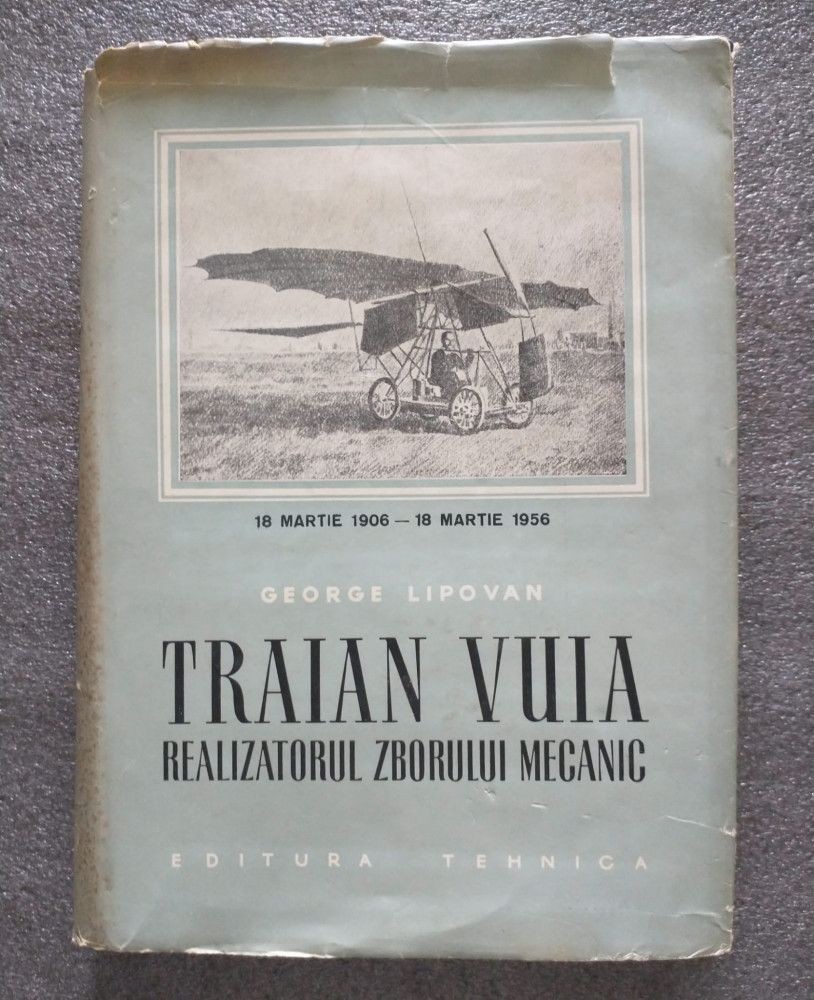 18 MARTIE 1906 — 18 MARTIE 1956
GEORGE LIPOVAN
TRAIAN VUIA
REALIZATORUL ZBORULUI MECANIC
EDITURA TEHNICA